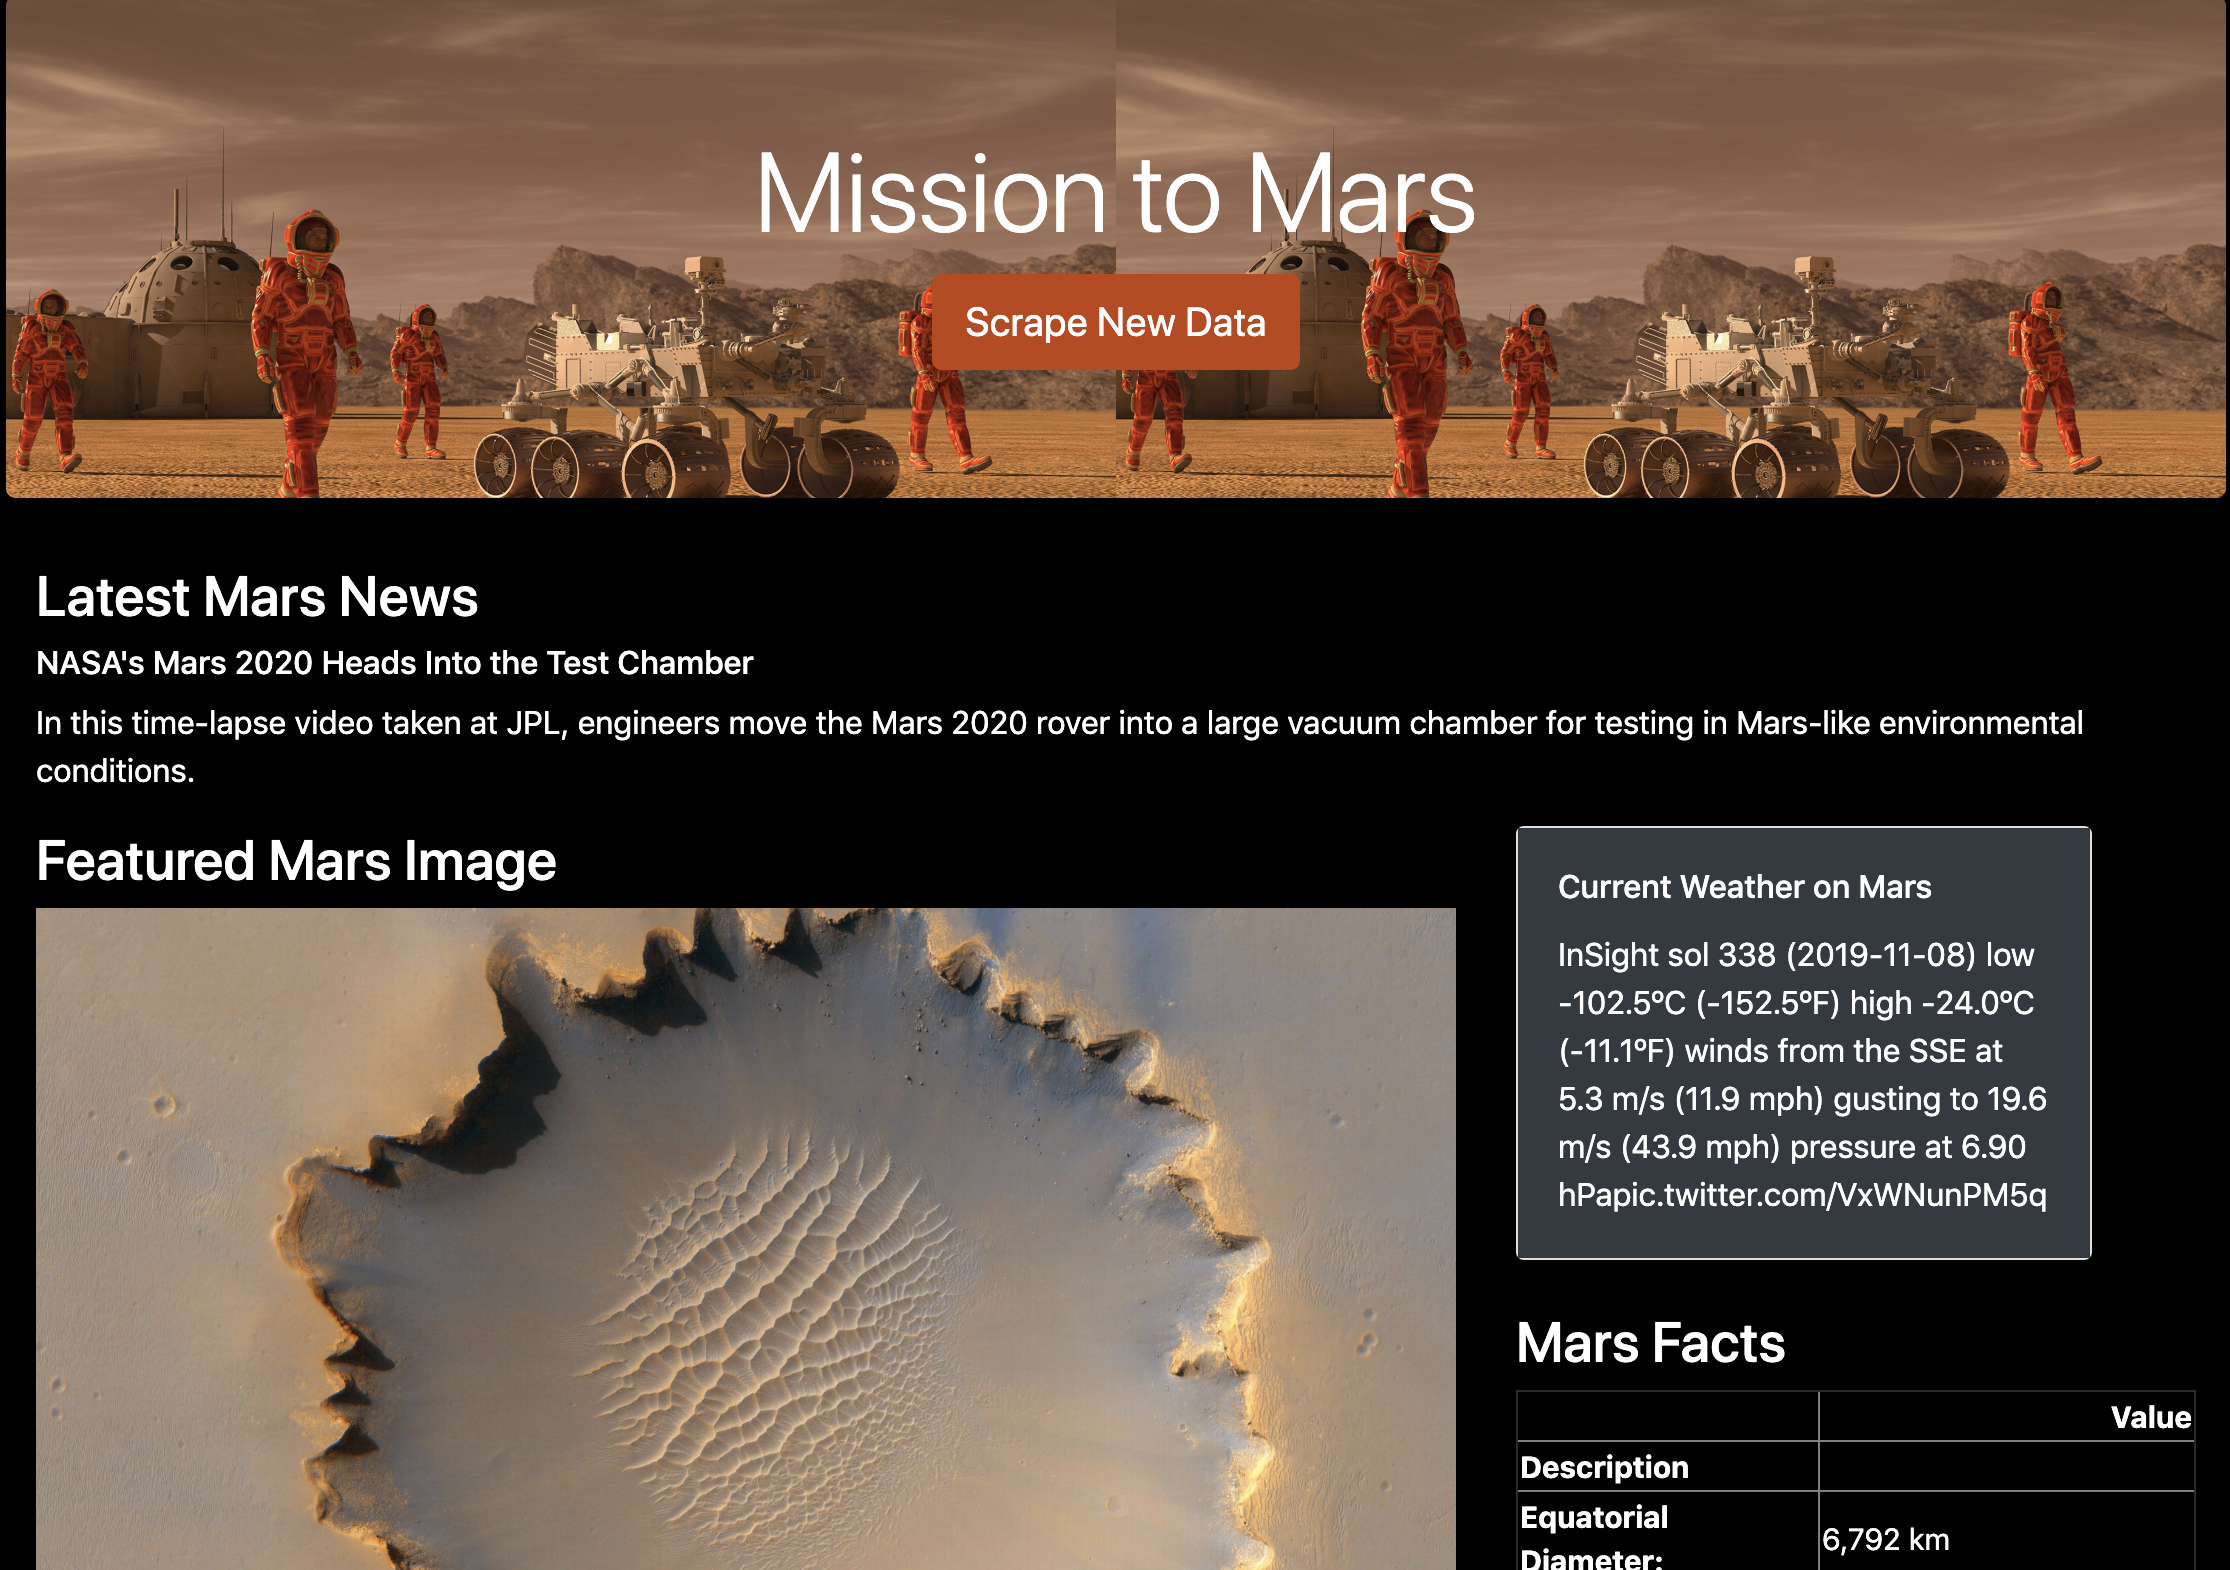 Mission to Mars
Scrape New Data
Latest Mars News
NASA's Mars 2020 Heads Into the Test Chamber
In this time-lapse video taken at JPL, engineers move the Mars 2020 rover into a large vacuum chamber for testing in Mars-like environmental
conditions.
Featured Mars Image
Current Weather on Mars
InSight sol 338 (2019-11-08) low
-102.5ºC (-152.5ºF) high -24.0ºC
(-11.1ºF) winds from the SSE at
5.3 m/s (11.9 mph) gusting to 19.6
m/s (43.9 mph) pressure at 6.90
hPapic.twitter.com/VxWNunPM5q
Mars Facts
Value
Description
Equatorial
Diameter:
6,792 km